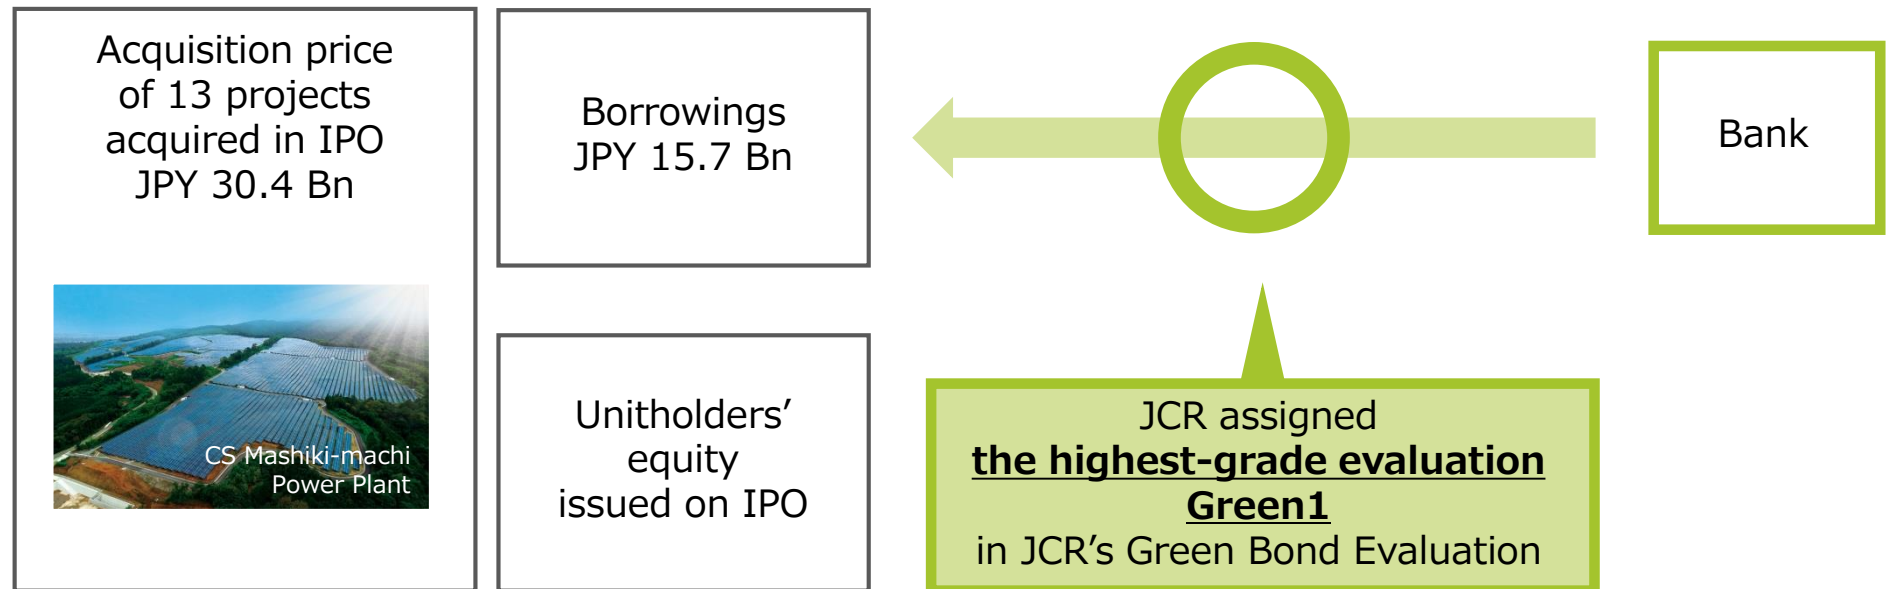 Acquisition price
of 13 projects
acquired in IPO
JPY 30.4 Bn
CS Mashiki-machi
Power Plant
Borrowings
JPY 15.7 Bn
Unitholders’
equity
issued on IPO
Bank
JCR assigned
the highest-grade evaluation
Green1
in JCR’s Green Bond Evaluation